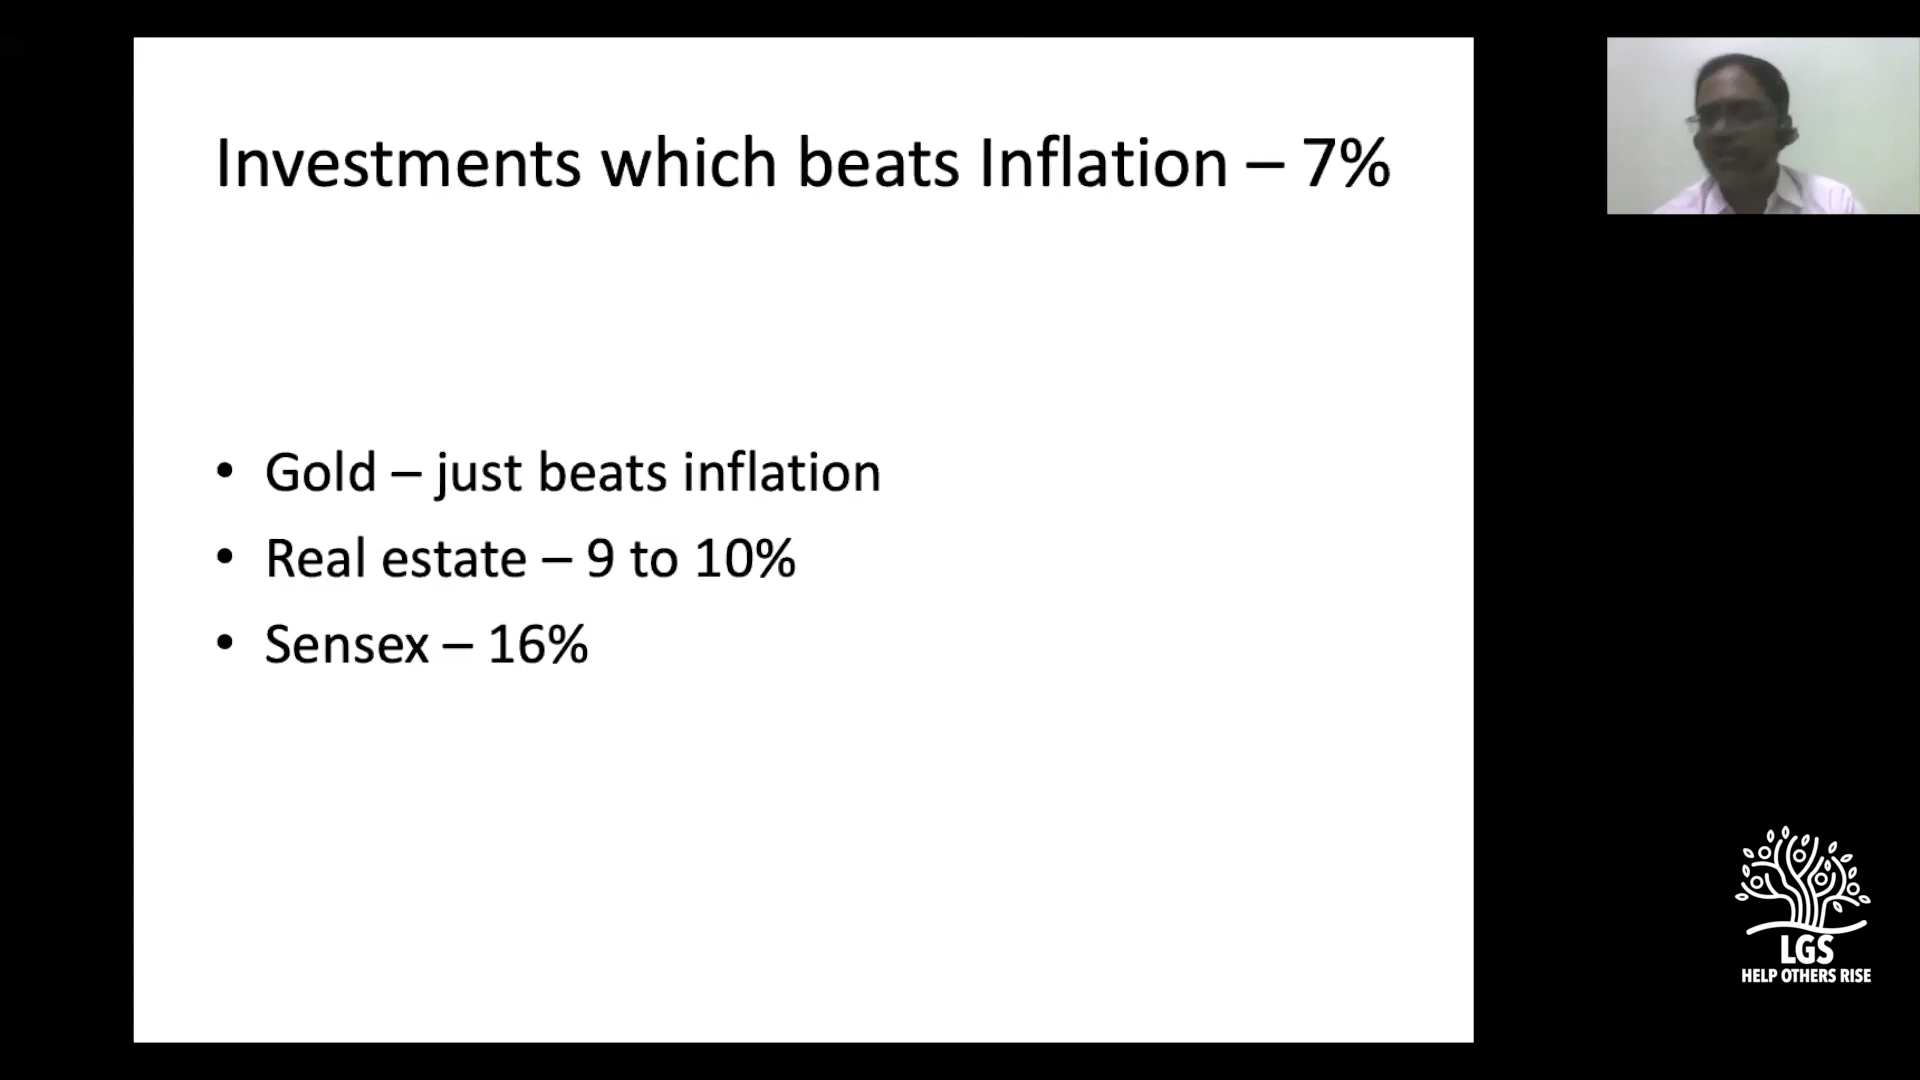 Investments which beats Inflation – 7%
• Gold – just beats inflation
• Real estate – 9 to 10%
• Sensex – 16%
LGS
HELP OTHERS RISE